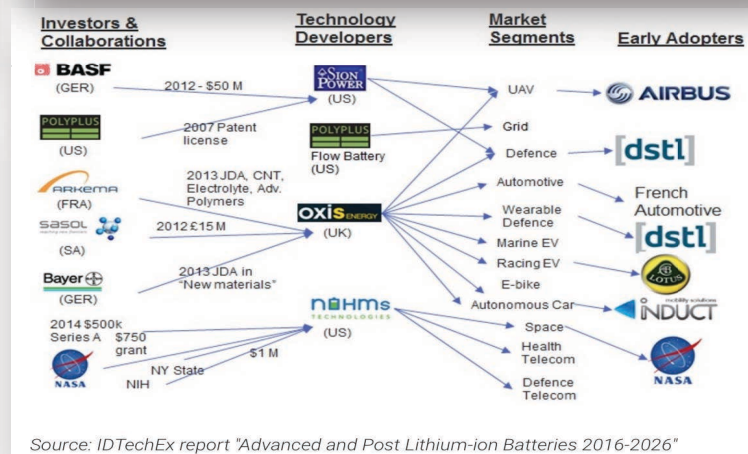 Investors &
Collaborations
Technology
Developers
Market
Segments
Early Adopters
BASF
(GER)
2012 - $50 M
SION
POWER
(US)
UAV
AIRBUS
POLYPLUS
(US)
2007 Patent
license
POLYPLUS
Flow Battery
(US)
Grid
Defence
[dstl]
ARKEMA
(FRA)
2013 JDA, CNT,
Electrolyte, Adv.
Polymers
Automotive
French
Automotive
sasol
(SA)
2012 £15 M
OXIS ENERGY
(UK)
Wearable
Defence
[dstl]
Marine EV
Bayer
(GER)
2013 JDA in
"New materials"
Racing EV
LOTUS
E-bike
Autonomous Car
mobility solutions
INDUCT
2014 $500k
Series A
$750
grant
NOHMs
TECHNOLOGIES
(US)
$1 M
Space
NASA
NY State
NIH
Health
Telecom
NASA
Defence
Telecom
Source: IDTechEx report "Advanced and Post Lithium-ion Batteries 2016-2026"